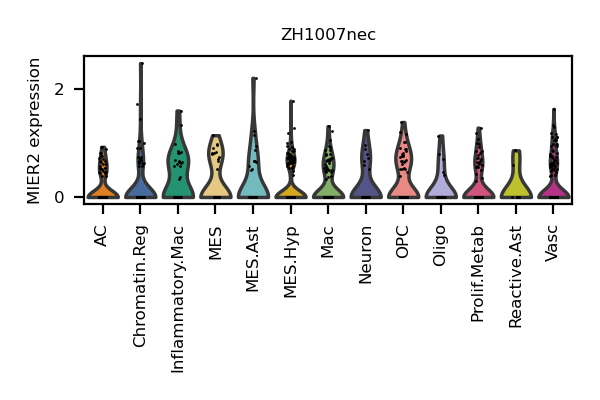 ZH1007nec
MIER2 expression
2
0
AC
Chromatin.Reg
Inflammatory.Mac
MES
MES.Ast
MES.Hyp
Mac
Neuron
OPC
Oligo
Prolif.Metab
Reactive.Ast
Vasc